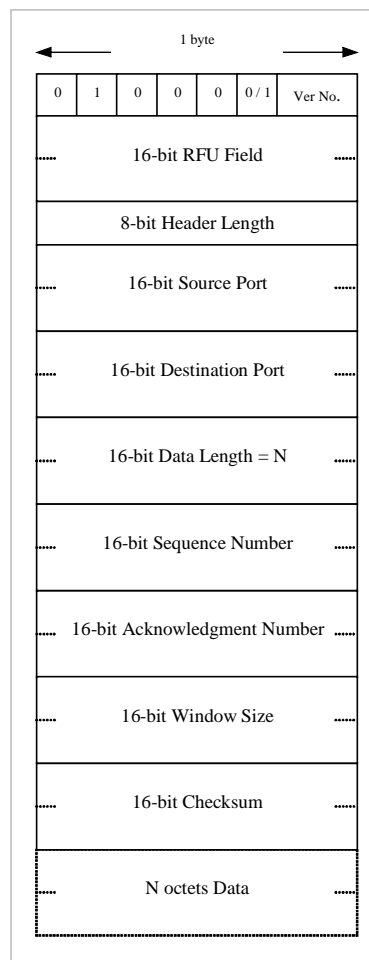 1 byte
0 1 0 0 0 0 / 1 Ver No.
16-bit RFU Field
8-bit Header Length
16-bit Source Port
16-bit Destination Port
16-bit Data Length = N
16-bit Sequence Number
16-bit Acknowledgment Number
16-bit Window Size
16-bit Checksum
N octets Data